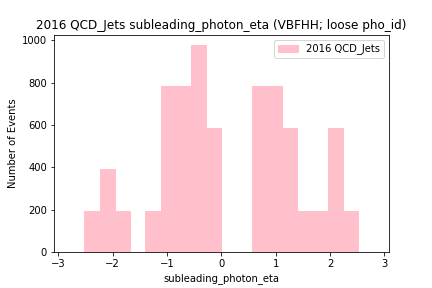 2016 QCD_Jets subleading_photon_eta (VBFHH; loose pho_id)
2016 QCD_Jets
Number of Events
1000
800
600
400
200
0
−3 −2 −1 0 1 2 3
subleading_photon_eta